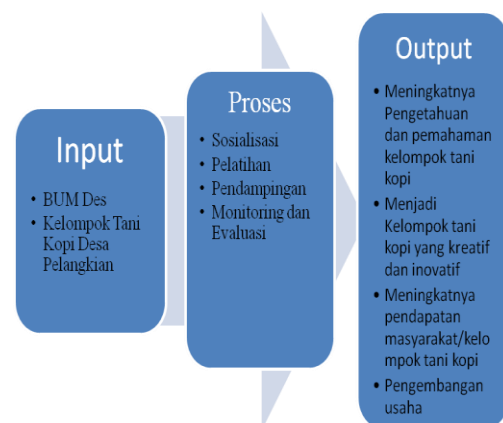 Input
• BUM Des
• Kelompok Tani
Kopi Desa
Pelangkian
Proses
• Sosialisasi
• Pelatihan
• Pendampingan
• Monitoring dan
Evaluasi
Output
• Meningkatnya
Pengetahuan
dan pemahaman
kelompok tani
kopi
• Menjadi
Kelompok tani
kopi yang kreatif
dan inovatif
• Meningkatnya
pendapatan
masyarakat/kelo
mpok tani kopi
• Pengembangan
usaha